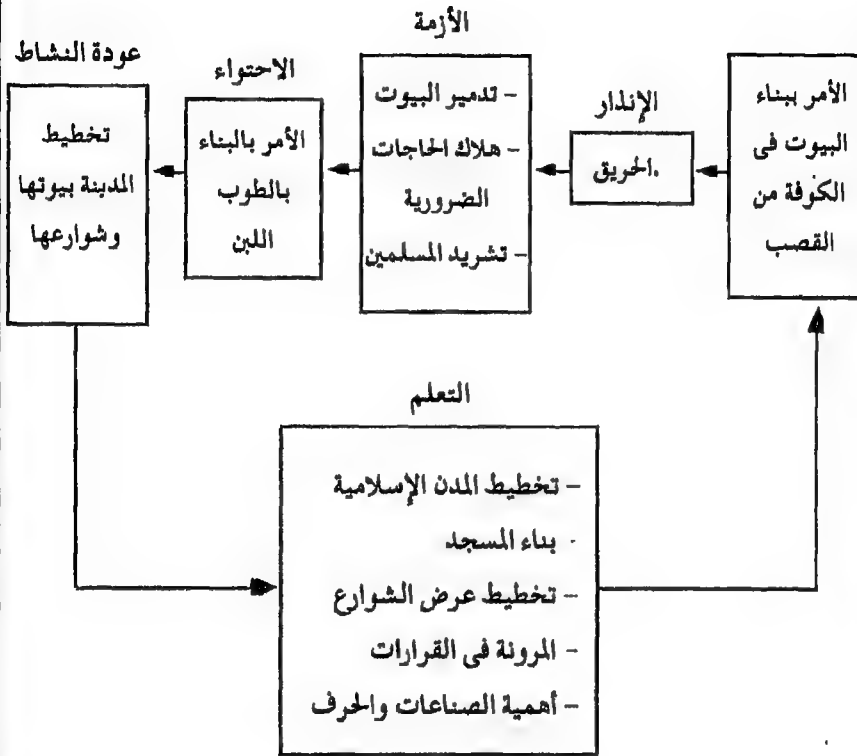 الأمر ببناء
البيوت فى
الكوفة من
القصب
الإنذار
الحريق.
الأزمة
- تدمير البيوت
- هلاك الحاجات
الضرورية
- تشريد المسلمين
الاحتواء
الأمر بالبناء
بالطوب
اللبن
عودة النشاط
تخطيط
المدينة بيوتها
وشوارعها
التعلم
- تخطيط المدن الإسلامية
. بناء المسجد
- تخطيط عرض الشوارع
- المرونة فى القرارات
- أهمية الصناعات والحرف